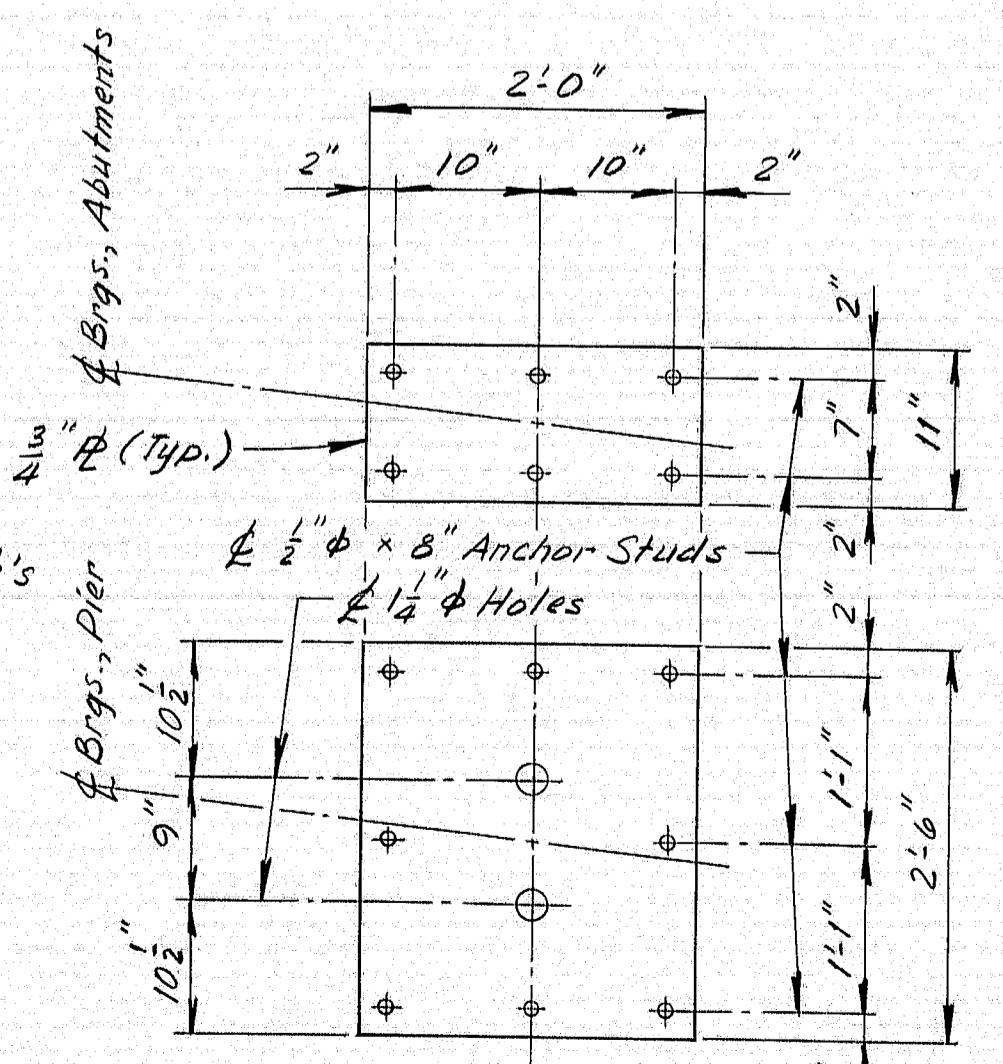 2'-0"
2" 10" 10" 2"
℄ Brgs., Abutments
2"
7"
11"
2"
3/4" ℙL (Typ.)
℄ 1/2" ϕ × 8" Anchor Studs
℄ 1 1/4" ϕ Holes
's
℄ Brgs., Pier
10 1/2"
9"
10 1/2"
2"
1'-1"
1'-1"
2'-6"